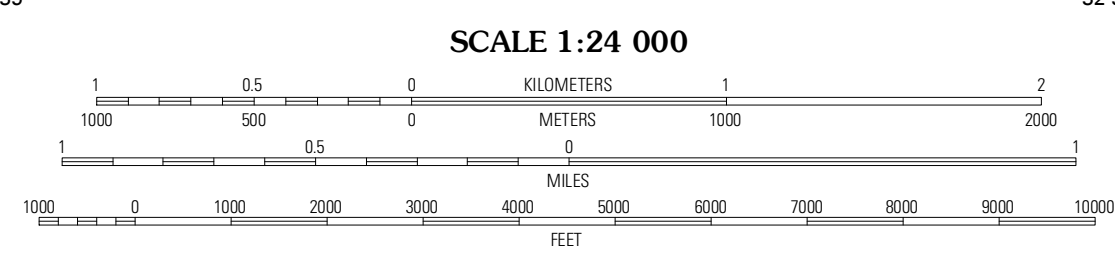 SCALE 1:24 000
1 0.5 0 KILOMETERS 1 2
1000 500 0 METERS 1000 2000
1 0.5 0 1
MILES
1000 0 1000 2000 3000 4000 5000 6000 7000 8000 9000 10000
FEET